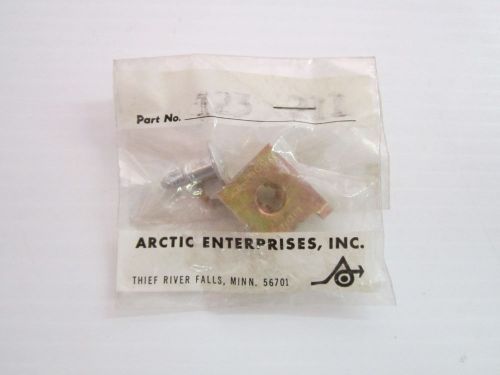 Part No.
ARCTIC ENTERPRISES, INC.
THIEF RIVER FALLS, MINN. 56701